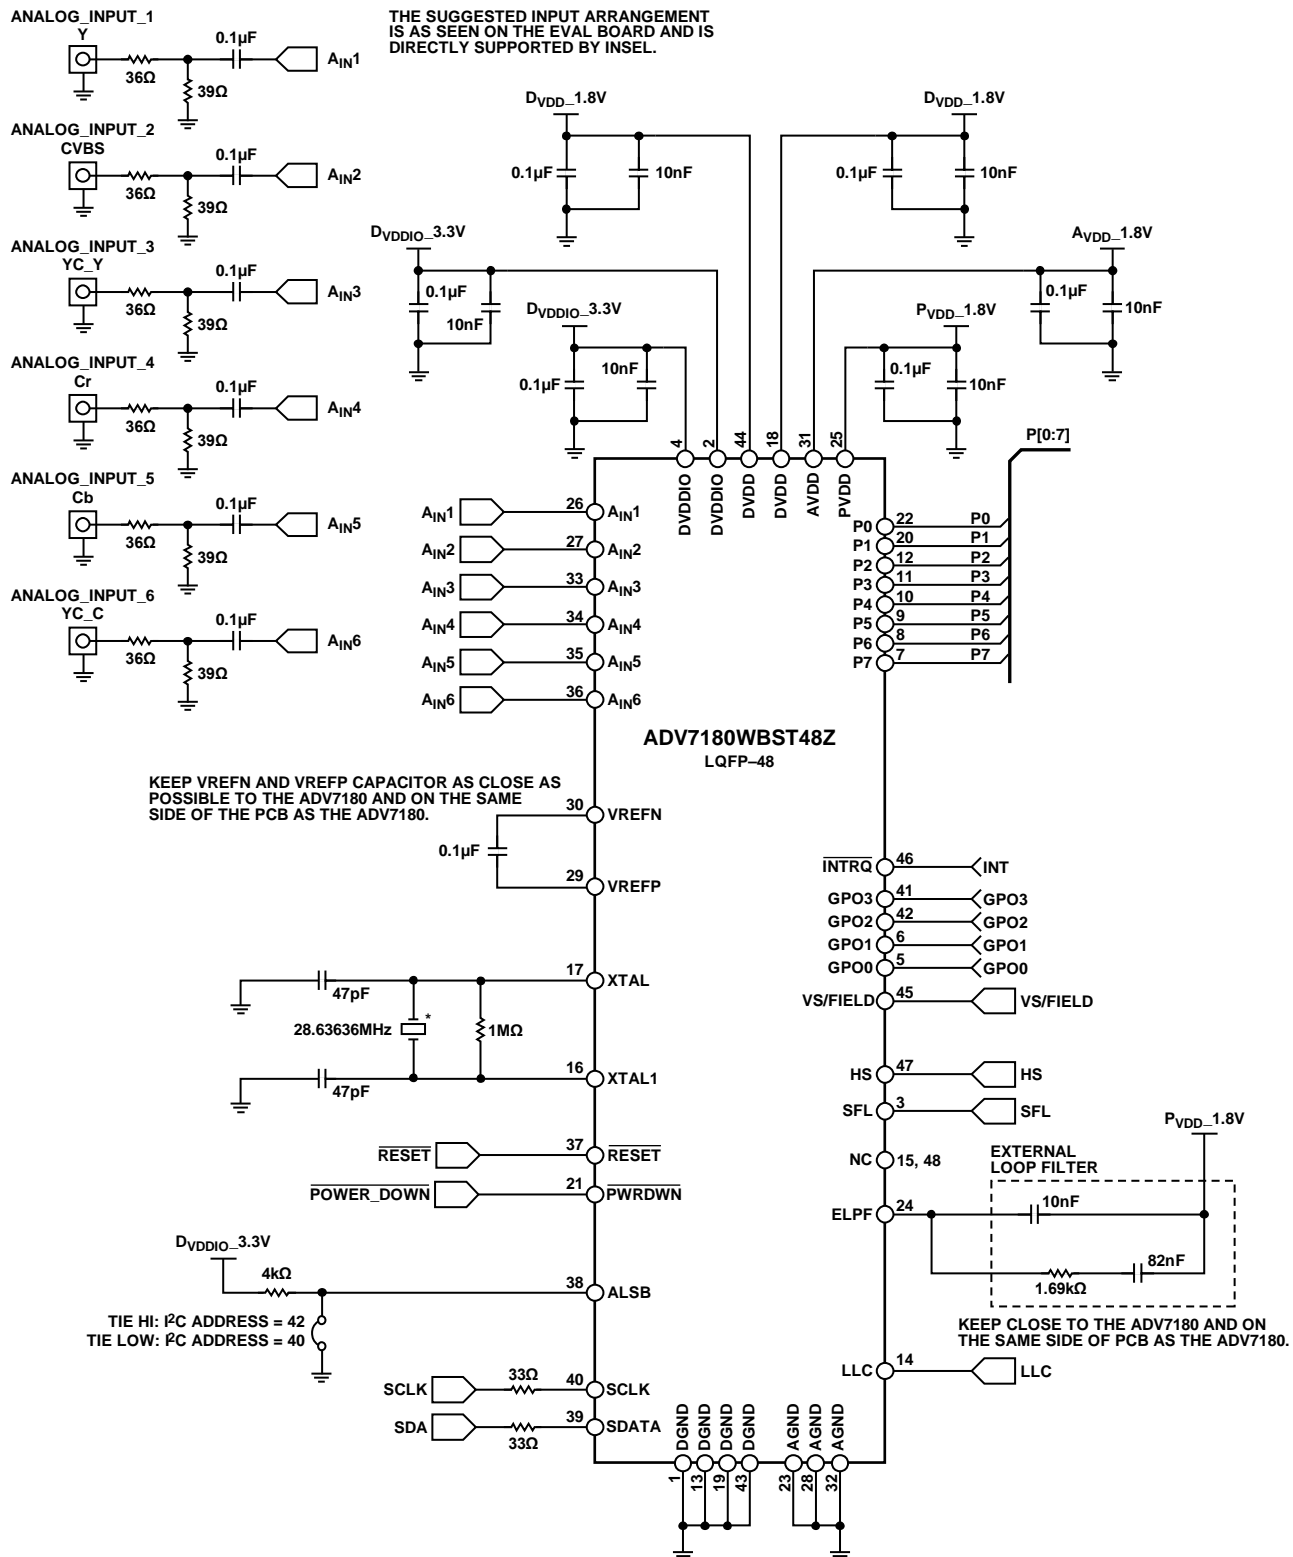 ANALOG_INPUT_1
Y
0.1µF
A_IN1
36Ω
39Ω
THE SUGGESTED INPUT ARRANGEMENT
IS AS SEEN ON THE EVAL BOARD AND IS
DIRECTLY SUPPORTED BY INSEL.
ANALOG_INPUT_2
CVBS
0.1µF
A_IN2
36Ω
39Ω
ANALOG_INPUT_3
YC_Y
0.1µF
A_IN3
36Ω
39Ω
ANALOG_INPUT_4
Cr
0.1µF
A_IN4
36Ω
39Ω
ANALOG_INPUT_5
Cb
0.1µF
A_IN5
36Ω
39Ω
ANALOG_INPUT_6
YC_C
0.1µF
A_IN6
36Ω
39Ω
DVDD_1.8V
0.1µF
10nF
DVDD_1.8V
0.1µF
10nF
DVDDIO_3.3V
0.1µF
10nF
DVDDIO_3.3V
0.1µF
10nF
AVDD_1.8V
0.1µF
10nF
PVDD_1.8V
0.1µF
10nF
4
2
44
18
31
25
DVDDIO
DVDDIO
DVDD
DVDD
AVDD
PVDD
P[0:7]
AIN1 26 AIN1
AIN2 27 AIN2
AIN3 33 AIN3
AIN4 34 AIN4
AIN5 35 AIN5
AIN6 36 AIN6
P0 22 P0
P1 20 P1
P2 12 P2
P3 11 P3
P4 10 P4
P5 9 P5
P6 8 P6
P7 7 P7
ADV7180WBST48Z
LQFP–48
KEEP VREFN AND VREFP CAPACITOR AS CLOSE AS
POSSIBLE TO THE ADV7180 AND ON THE SAME
SIDE OF THE PCB AS THE ADV7180.
30 VREFN
0.1µF
29 VREFP
INTRQ 46 INT
GPO3 41 GPO3
GPO2 42 GPO2
GPO1 6 GPO1
GPO0 5 GPO0
VS/FIELD 45 VS/FIELD
17 XTAL
47pF
28.63636MHz
*
1MΩ
16 XTAL1
47pF
HS 47 HS
SFL 3 SFL
NC 15, 48
RESET 37 RESET
POWER_DOWN 21 PWRDWN
PVDD_1.8V
EXTERNAL
LOOP FILTER
ELPF 24
10nF
82nF
1.69kΩ
KEEP CLOSE TO THE ADV7180 AND ON
THE SAME SIDE OF PCB AS THE ADV7180.
DVDDIO_3.3V
4kΩ
38 ALSB
TIE HI: I²C ADDRESS = 42
TIE LOW: I²C ADDRESS = 40
LLC 14 LLC
SCLK 33Ω 40 SCLK
SDA 39 SDATA
33Ω
DGND
DGND
DGND
DGND
AGND
AGND
AGND
1
13
19
43
23
28
32